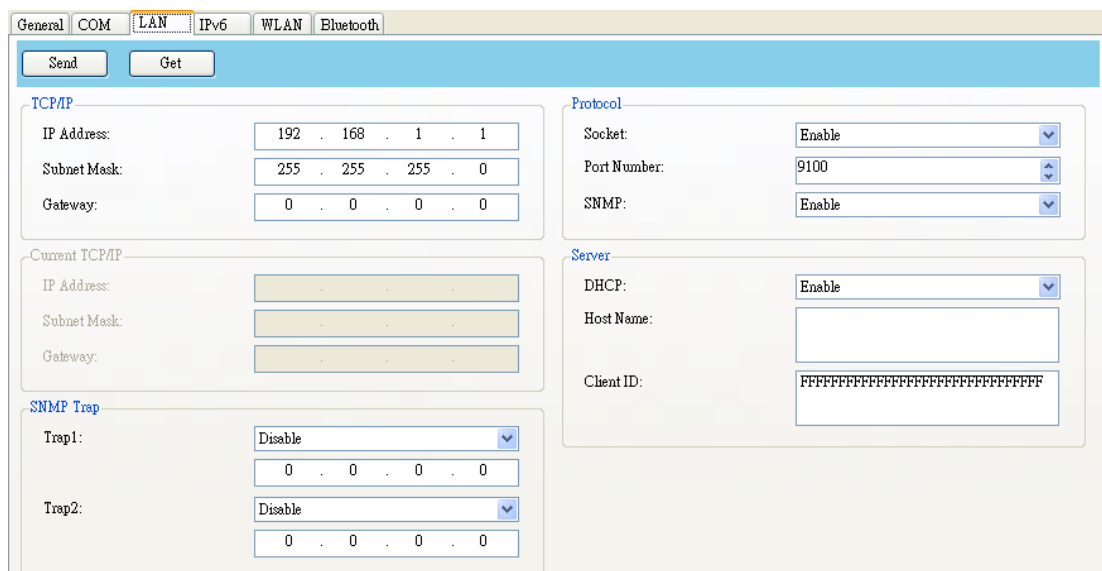 General COM LAN IPv6 WLAN Bluetooth
Send Get
TCP/IP
IP Address: 192 . 168 . 1 . 1
Subnet Mask: 255 . 255 . 255 . 0
Gateway: 0 . 0 . 0 . 0
Current TCP/IP
IP Address: . . .
Subnet Mask: . . .
Gateway: . . .
SNMP Trap
Trap1: Disable
0 . 0 . 0 . 0
Trap2: Disable
0 . 0 . 0 . 0
Protocol
Socket: Enable
Port Number: 9100
SNMP: Enable
Server
DHCP: Enable
Host Name:
Client ID: FFFFFFFFFFFFFFFFFFFFFFFFFFFFFFFF